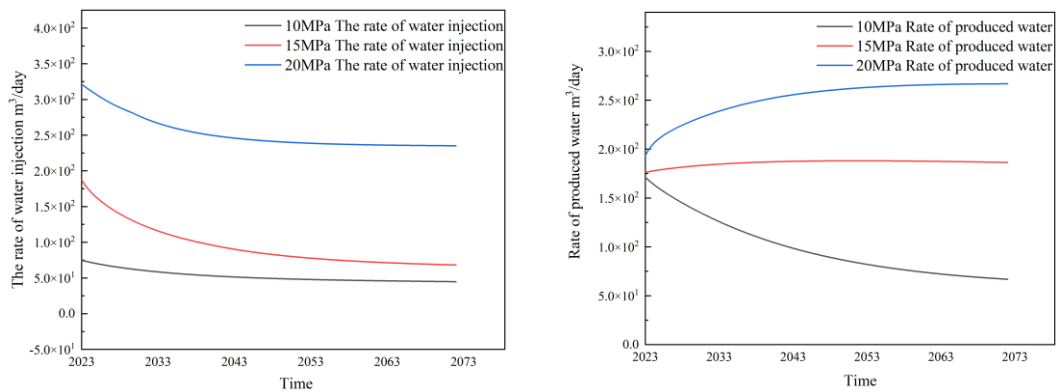 4.0×10²
3.5×10²
3.0×10²
2.5×10²
2.0×10²
1.5×10²
1.0×10²
5.0×10¹
0.0
-5.0×10¹
The rate of water injection m³/day
10MPa The rate of water injection
15MPa The rate of water injection
20MPa The rate of water injection
2023 2033 2043 2053 2063 2073
Time
3.0×10²
2.5×10²
2.0×10²
1.5×10²
1.0×10²
5.0×10¹
Rate of produced water m³/day
10MPa Rate of produced water
15MPa Rate of produced water
20MPa Rate of produced water
2023 2033 2043 2053 2063 2073
Time